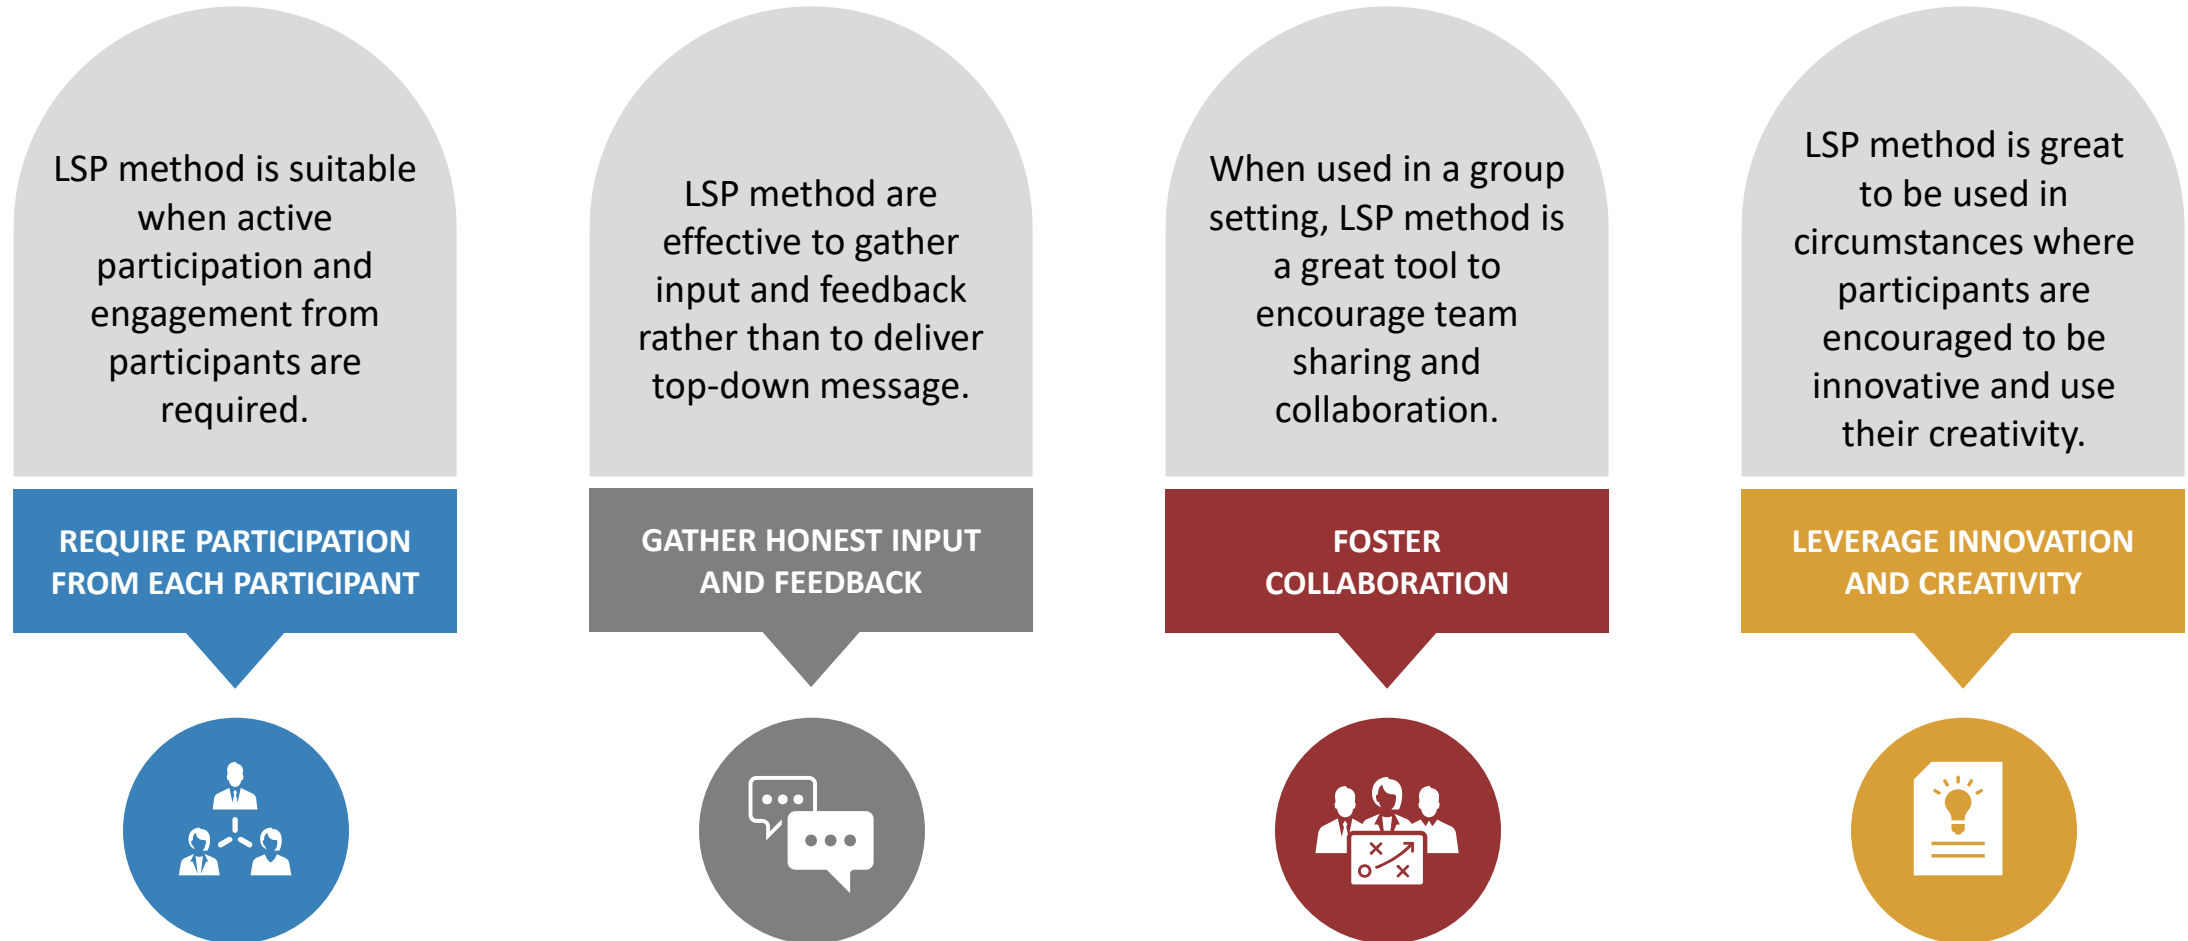 LSP method is suitable
when active
participation and
engagement from
participants are
required.
REQUIRE PARTICIPATION
FROM EACH PARTICIPANT
LSP method are
effective to gather
input and feedback
rather than to deliver
top-down message.
GATHER HONEST INPUT
AND FEEDBACK
When used in a group
setting, LSP method is
a great tool to
encourage team
sharing and
collaboration.
FOSTER
COLLABORATION
LSP method is great
to be used in
circumstances where
participants are
encouraged to be
innovative and use
their creativity.
LEVERAGE INNOVATION
AND CREATIVITY